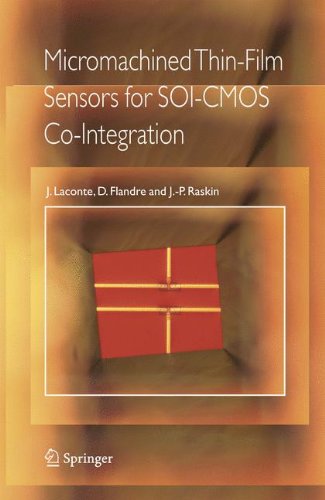 Micromachined Thin-Film
Sensors for SOI-CMOS
Co-Integration
J. Laconte, D. Flandre and J.-P. Raskin
Springer